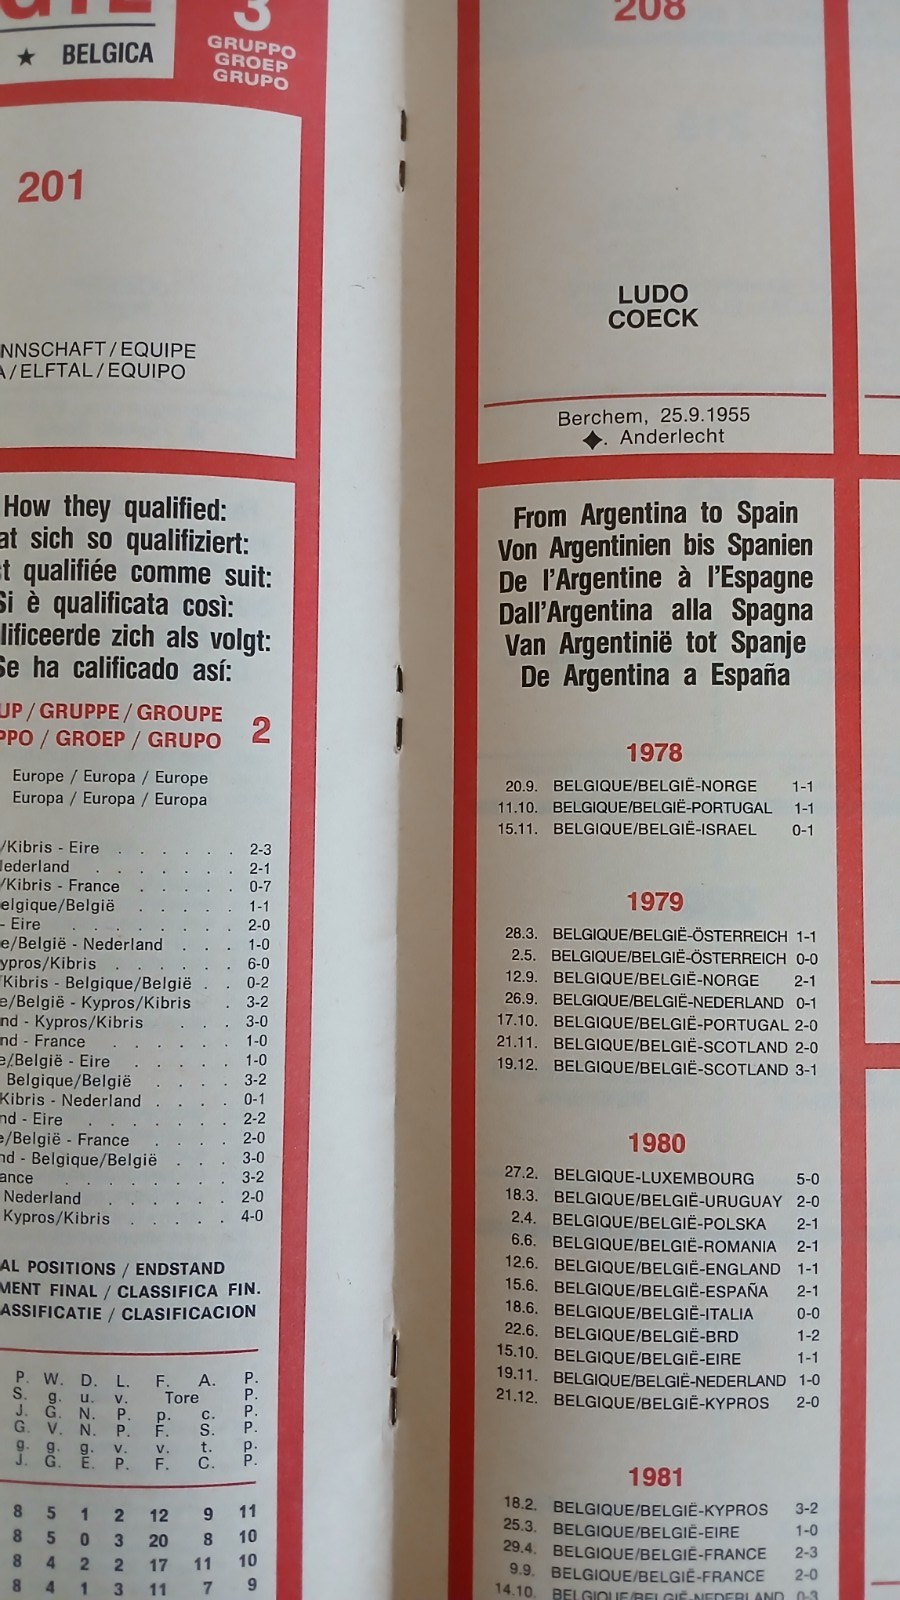 ★ BELGICA
3
GRUPPO
GROEP
GRUPO
201
NNSCHAFT/EQUIPE
A/ELFTAL/EQUIPO
How they qualified:
at sich so qualifiziert:
t qualifiée comme suit:
Si è qualificata così:
lificeerde zich als volgt:
Se ha calificado así:
UP / GRUPPE / GROUPE
PPO / GROEP / GRUPO
2
Europe / Europa / Europe
Europa / Europa / Europa
/Kibris - Eire . . . . . . 2-3
Nederland . . . . . . . 2-1
/Kibris - France . . . . . 0-7
elgique/België . . . . . 1-1
- Eire . . . . . . . . 2-0
e/België - Nederland . . . 1-0
ypros/Kibris . . . . . . 6-0
/Kibris - Belgique/België . . 0-2
e/België - Kypros/Kibris . . 3-2
nd - Kypros/Kibris . . . 3-0
nd - France . . . . . . 1-0
e/België - Eire . . . . . 1-0
Belgique/België . . . . 3-2
Kibris - Nederland . . . . 0-1
nd - Eire . . . . . . . 2-2
e/België - France . . . . 2-0
nd - Belgique/België . . . 3-0
ance . . . . . . . . 3-2
Nederland . . . . . . 2-0
Kypros/Kibris . . . . . 4-0
AL POSITIONS / ENDSTAND
MENT FINAL / CLASSIFICA FIN.
ASSIFICATIE / CLASIFICACION
P. W. D. L. F. A. P.
S. g. u. v. Tore P.
J. G. N. P. p. c. P.
G. V. N. P. F. S. P.
g. g. g. v. v. t. p.
J. G. E. P. F. C. P.
8 5 1 2 12 9 11
8 5 0 3 20 8 10
8 4 2 2 17 11 10
8 4 1 3 11 7 9
208
LUDO
COECK
Berchem, 25.9.1955
. Anderlecht
From Argentina to Spain
Von Argentinien bis Spanien
De l'Argentine à l'Espagne
Dall'Argentina alla Spagna
Van Argentinië tot Spanje
De Argentina a España
1978
20.9. BELGIQUE/BELGIË-NORGE 1-1
11.10. BELGIQUE/BELGIË-PORTUGAL 1-1
15.11. BELGIQUE/BELGIË-ISRAEL 0-1
1979
28.3. BELGIQUE/BELGIË-ÖSTERREICH 1-1
2.5. BELGIQUE/BELGIË-ÖSTERREICH 0-0
12.9. BELGIQUE/BELGIË-NORGE 2-1
26.9. BELGIQUE/BELGIË-NEDERLAND 0-1
17.10. BELGIQUE/BELGIË-PORTUGAL 2-0
21.11. BELGIQUE/BELGIË-SCOTLAND 2-0
19.12. BELGIQUE/BELGIË-SCOTLAND 3-1
1980
27.2. BELGIQUE-LUXEMBOURG 5-0
18.3. BELGIQUE/BELGIË-URUGUAY 2-0
2.4. BELGIQUE/BELGIË-POLSKA 2-1
6.6. BELGIQUE/BELGIË-ROMANIA 2-1
12.6. BELGIQUE/BELGIË-ENGLAND 1-1
15.6. BELGIQUE/BELGIË-ESPAÑA 2-1
18.6. BELGIQUE/BELGIË-ITALIA 0-0
22.6. BELGIQUE/BELGIË-BRD 1-2
15.10. BELGIQUE/BELGIË-EIRE 1-1
19.11. BELGIQUE/BELGIË-NEDERLAND 1-0
21.12. BELGIQUE/BELGIË-KYPROS 2-0
1981
18.2. BELGIQUE/BELGIË-KYPROS 3-2
25.3. BELGIQUE/BELGIË-EIRE 1-0
29.4. BELGIQUE/BELGIË-FRANCE 2-3
9.9. BELGIQUE/BELGIË-FRANCE 2-0
14.10. BELGIQUE/BELGIË-NEDERLAND 0-3